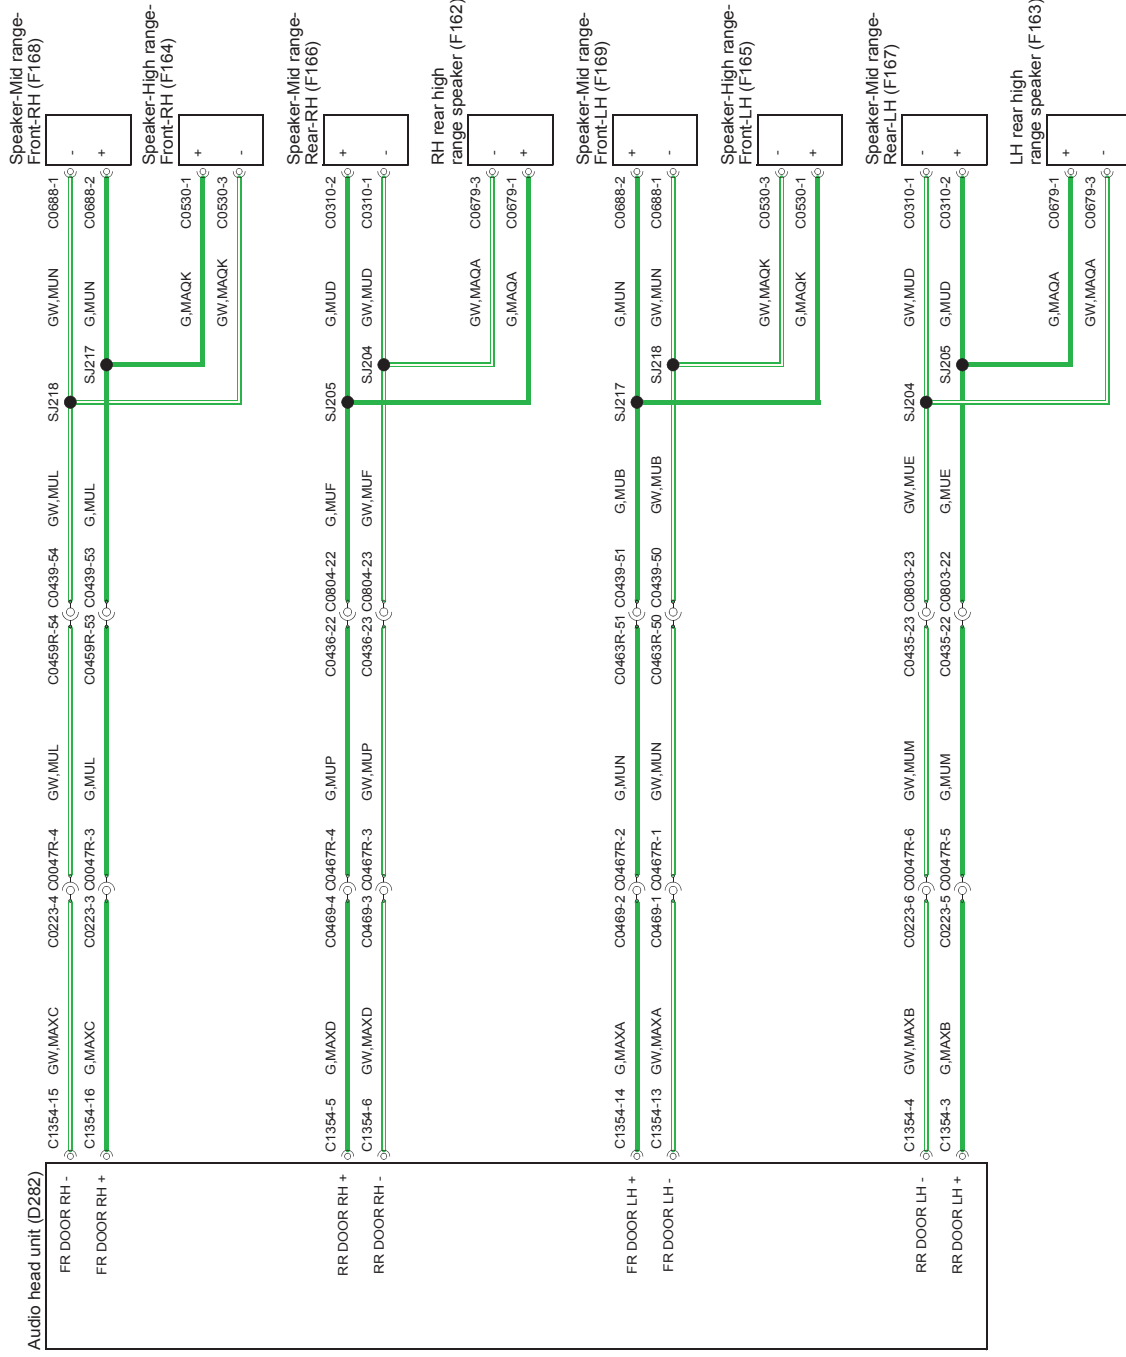 Audio head unit (D282)
FR DOOR RH -
C1354-15
GW,MAXC
C0223-4
C0047R-4
GW,MUL
C0459R-54
C0439-54
GW,MUL
SJ218
GW,MUN
C0688-1
-
Speaker-Mid range-
Front-RH (F168)
FR DOOR RH +
C1354-16
G,MAXC
C0223-3
C0047R-3
G,MUL
C0459R-53
C0439-53
G,MUL
SJ217
G,MUN
C0688-2
+
G,MAQK
C0530-1
+
Speaker-High range-
Front-RH (F164)
GW,MAQK
C0530-3
-
RR DOOR RH +
C1354-5
G,MAXD
C0469-4
C0467R-4
G,MUP
C0436-22
C0804-22
G,MUF
SJ205
G,MUD
C0310-2
+
Speaker-Mid range-
Rear-RH (F166)
RR DOOR RH -
C1354-6
GW,MAXD
C0469-3
C0467R-3
GW,MUP
C0436-23
C0804-23
GW,MUF
SJ204
GW,MUD
C0310-1
-
GW,MAQA
C0679-3
-
RH rear high
range speaker (F162)
G,MAQA
C0679-1
+
FR DOOR LH +
C1354-14
G,MAXA
C0469-2
C0467R-2
G,MUN
C0463R-51
C0439-51
G,MUB
SJ217
G,MUN
C0688-2
+
Speaker-Mid range-
Front-LH (F169)
FR DOOR LH -
C1354-13
GW,MAXA
C0469-1
C0467R-1
GW,MUN
C0463R-50
C0439-50
GW,MUB
SJ218
GW,MUN
C0688-1
-
GW,MAQK
C0530-3
-
Speaker-High range-
Front-LH (F165)
G,MAQK
C0530-1
+
RR DOOR LH -
C1354-4
GW,MAXB
C0223-6
C0047R-6
GW,MUM
C0435-23
C0803-23
GW,MUE
SJ204
GW,MUD
C0310-1
-
Speaker-Mid range-
Rear-LH (F167)
RR DOOR LH +
C1354-3
G,MAXB
C0223-5
C0047R-5
G,MUM
C0435-22
C0803-22
G,MUE
SJ205
G,MUD
C0310-2
+
G,MAQA
C0679-1
+
LH rear high
range speaker (F163)
GW,MAQA
C0679-3
-